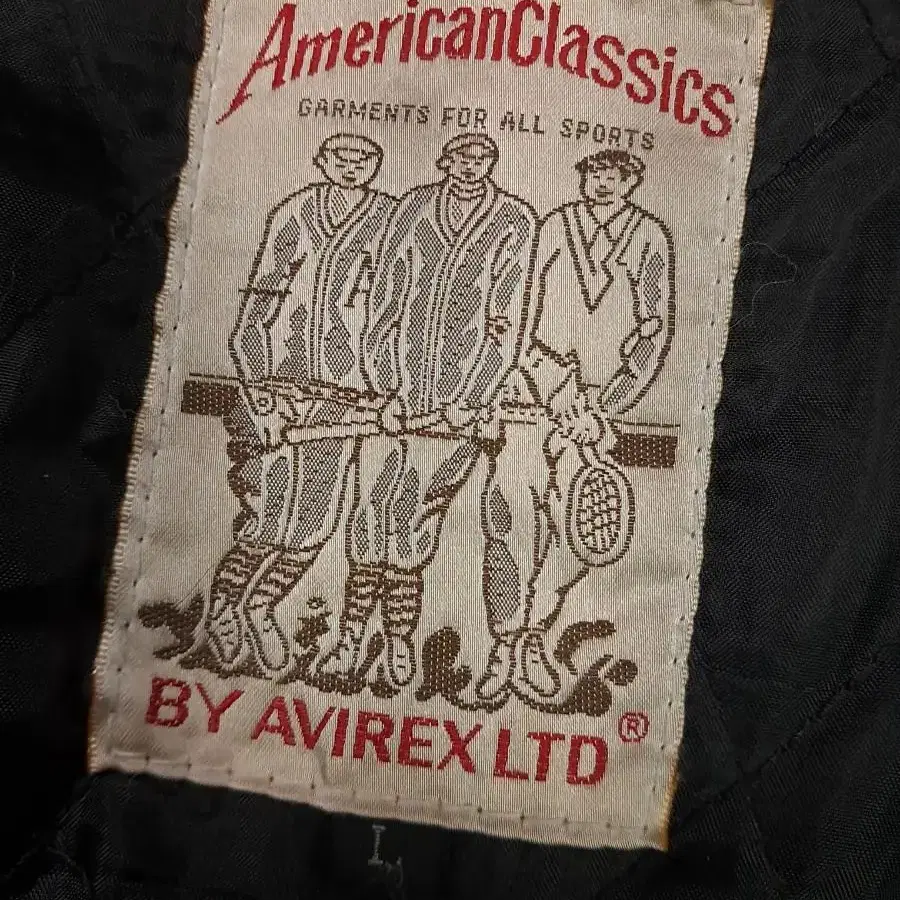 AmericanClassics
GARMENTS FOR ALL SPORTS
A
BY AVIREX LTD®
L